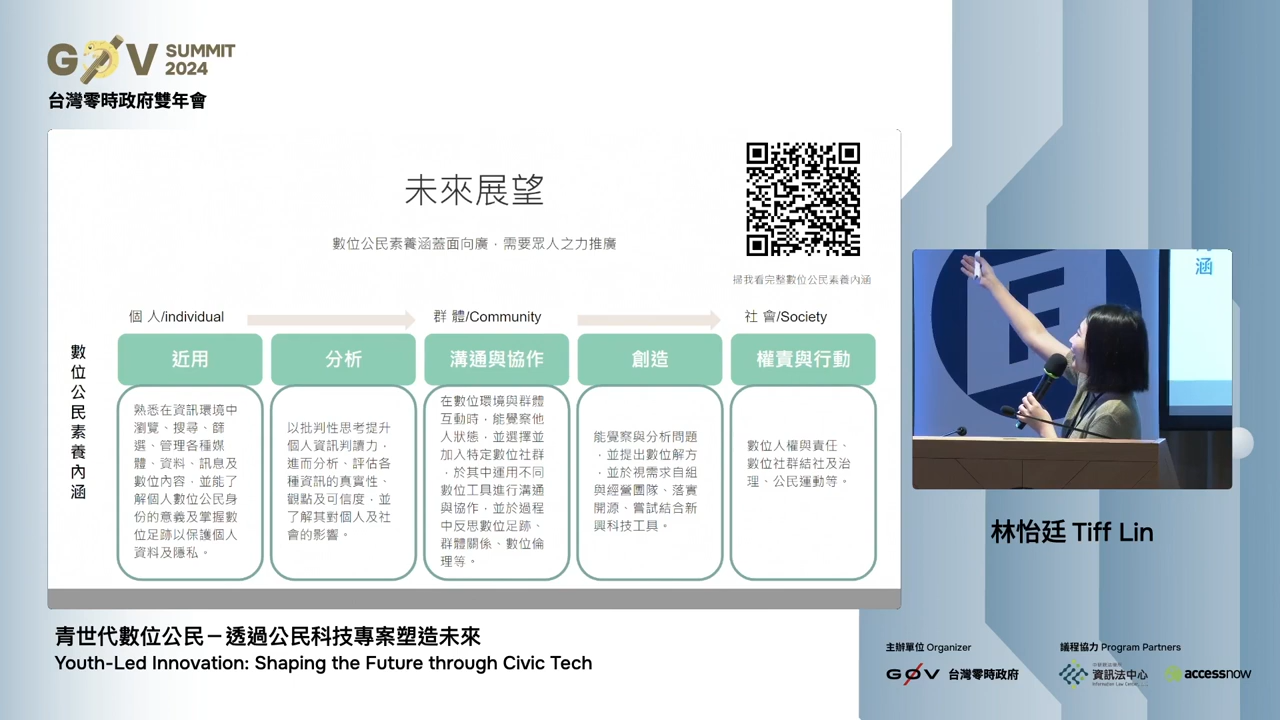 G0V SUMMIT 2024
台灣零時政府雙年會
未來展望
數位公民素養涵蓋面向廣，需要眾人之力推廣
掃我看完整數位公民素養內涵
個 人/individual
群 體/Community
社 會/Society
數位公民素養內涵
近用
分析
溝通與協作
創造
權責與行動
熟悉在資訊環境中
瀏覽、搜尋、篩
選、管理各種媒
體、資料、訊息及
數位內容，並能了
解個人數位公民身
份的意義及掌握數
位足跡以保護個人
資料及隱私。
以批判性思考提升
個人資訊判讀力，
進而分析、評估各
種資訊的真實性、
觀點及可信度，並
了解其對個人及社
會的影響。
在數位環境與群體
互動時，能覺察他
人狀態，並選擇並
加入特定數位社群
，於其中運用不同
數位工具進行溝通
與協作，並於過程
中反思數位足跡、
群體關係、數位倫
理等。
能覺察與分析問題
，並提出數位解方
，並於視需求自組
與經營團隊、落實
開源、嘗試結合新
興科技工具。
數位人權與責任、
數位社群結社及治
理、公民運動等。
涵
林怡廷 Tiff Lin
青世代數位公民－透過公民科技專案塑造未來
Youth-Led Innovation: Shaping the Future through Civic Tech
主辦單位 Organizer
G0V 台灣零時政府
議程協力 Program Partners
資訊法中心
Information Law Center
accessnow